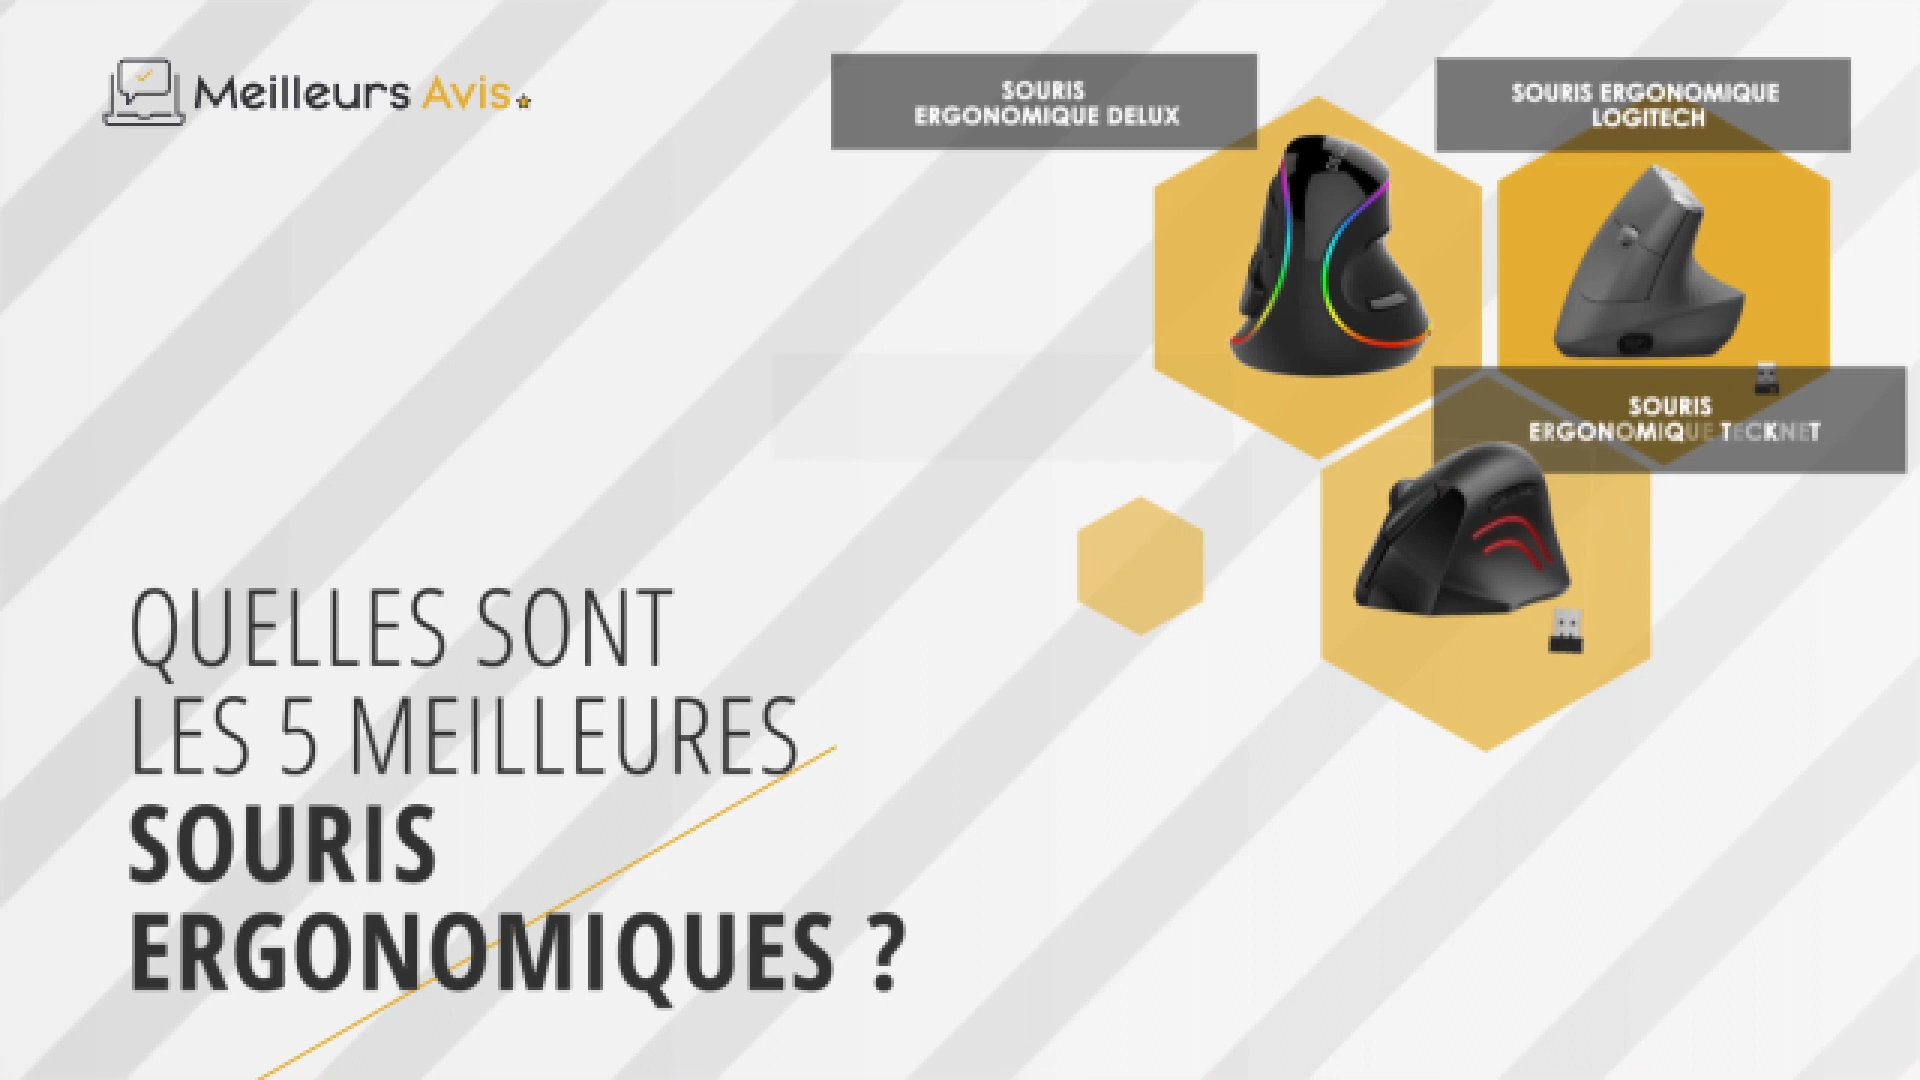 Meilleurs Avis
SOURIS
ERGONOMIQUE DELUX
SOURIS ERGONOMIQUE
LOGITECH
SOURIS
ERGONOMIQUE TECKNET
QUELLES SONT
LES 5 MEILLEURES
SOURIS
ERGONOMIQUES ?